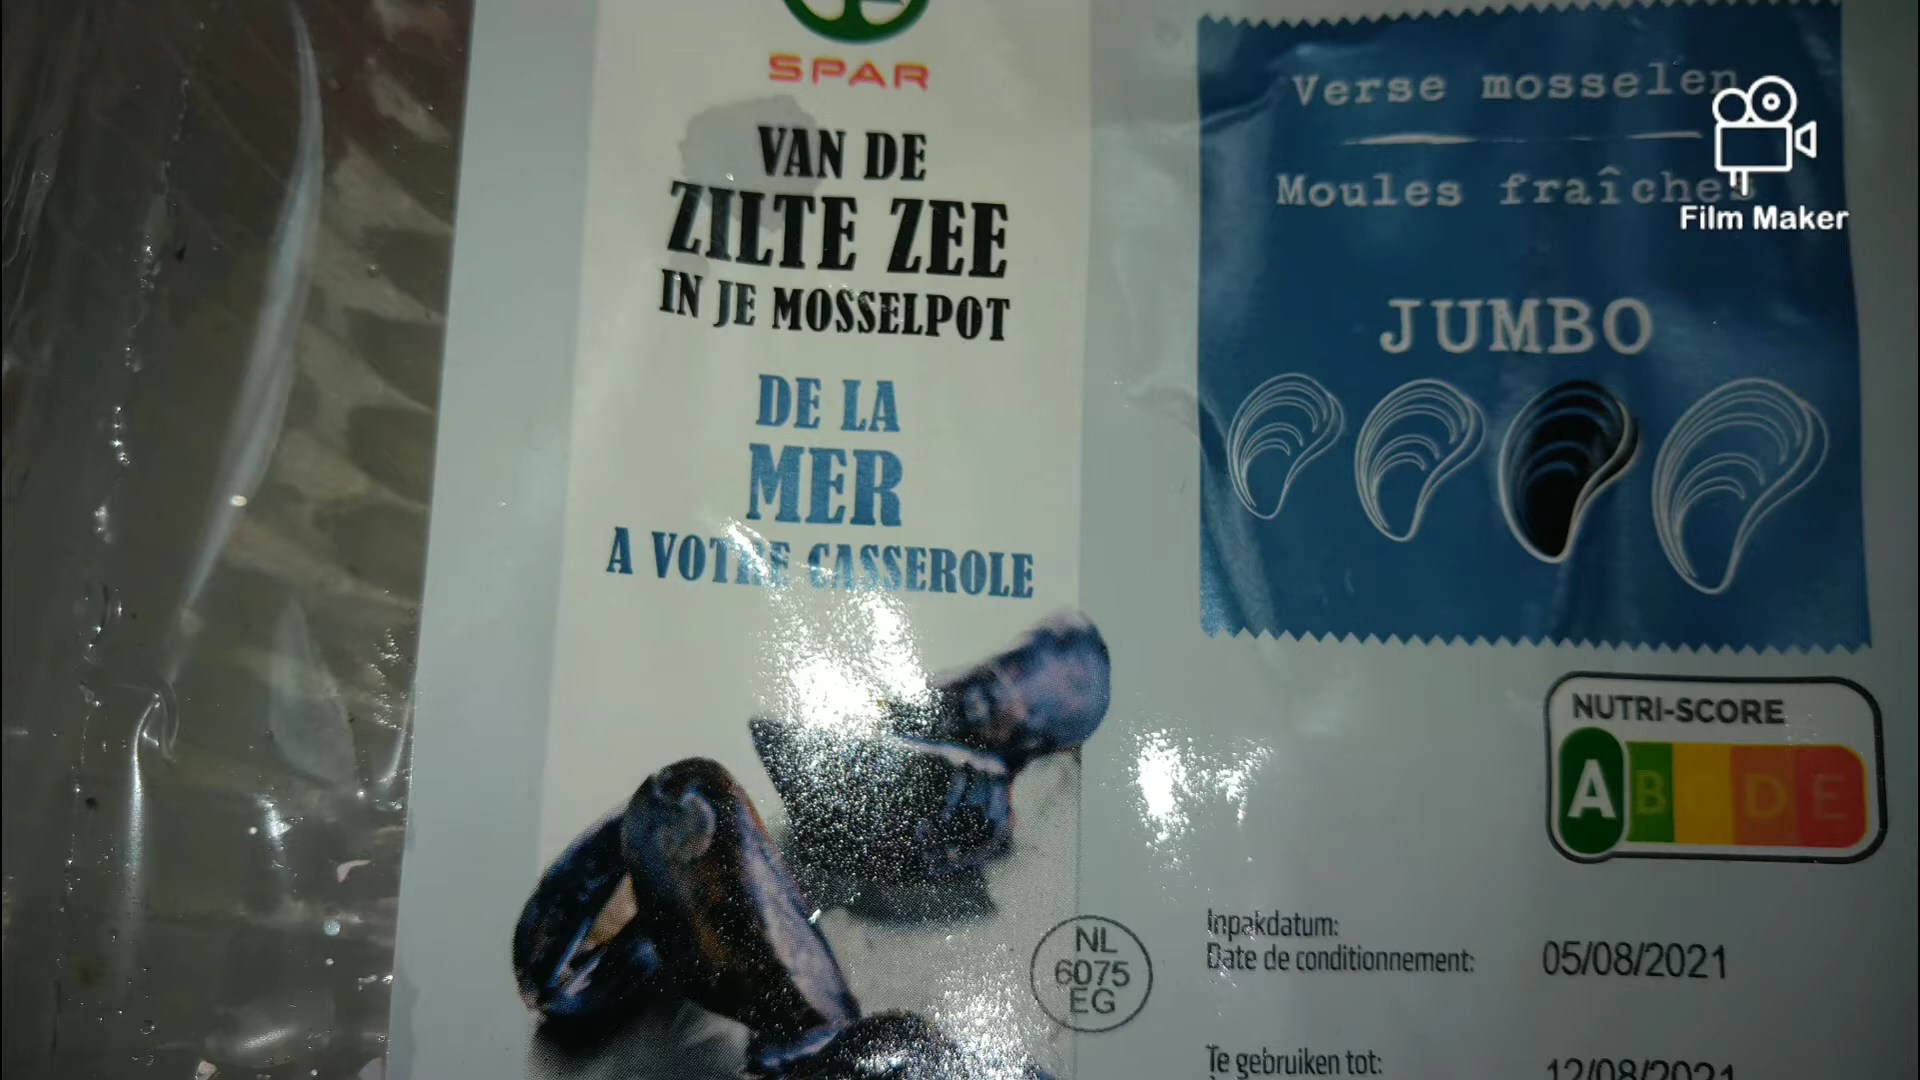 SPAR
VAN DE
ZILTE ZEE
IN JE MOSSELPOT
DE LA
MER
A VOTRE CASSEROLE
Verse mosselen
Moules fraîches
Film Maker
JUMBO
NUTRI-SCORE
A B C D E
NL
6075
EG
Inpakdatum:
Date de conditionnement: 05/08/2021
Te gebruiken tot: 12/08/2021